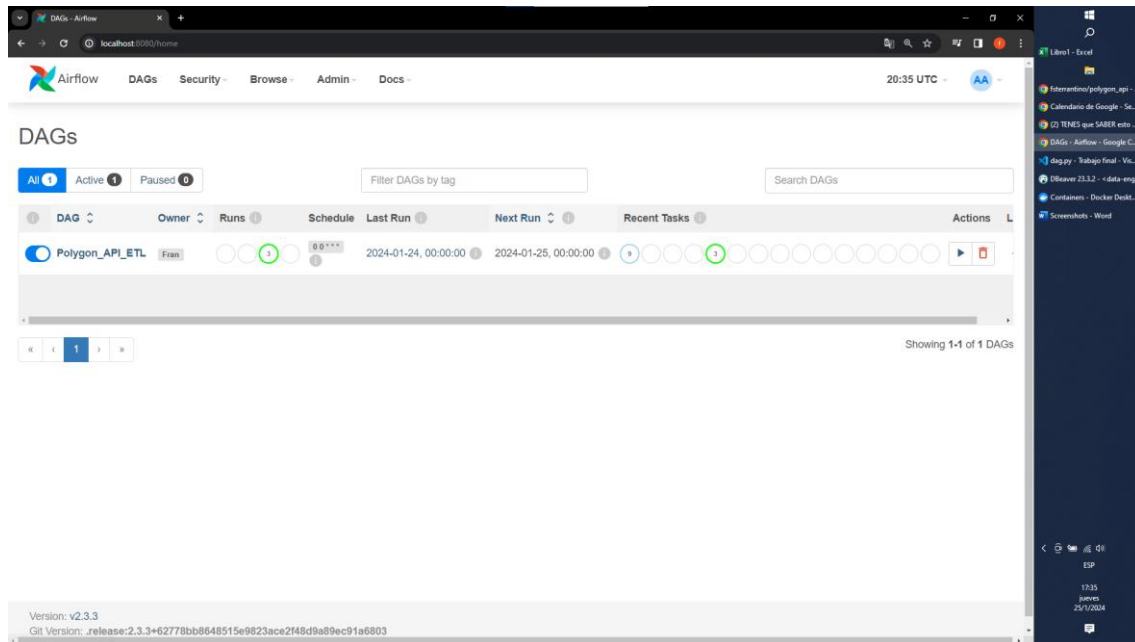 DAGs - Airflow
localhost:8080/home
Airflow DAGs Security Browse Admin Docs 20:35 UTC AA
DAGs
All 1 Active 1 Paused 0 Filter DAGs by tag Search DAGs
DAG Owner Runs Schedule Last Run Next Run Recent Tasks Actions L
Polygon_API_ETL Fran 3 0 0 * * * 2024-01-24, 00:00:00 2024-01-25, 00:00:00 9 3
« ‹ 1 › » Showing 1-1 of 1 DAGs
Version: v2.3.3
Git Version: .release:2.3.3+62778bb8648515e9823ace2f48d9a89ec91a6803
Libro1 - Excel
fsterrantino/polygon_api -
Calendario de Google - Se...
(2) TENES que SABER esto ...
DAGs - Airflow - Google C...
dag.py - Trabajo final - Vis...
DBeaver 23.3.2 - <data-eng
Containers - Docker Deskt...
Screenshots - Word
ESP
17:35
jueves
25/1/2024